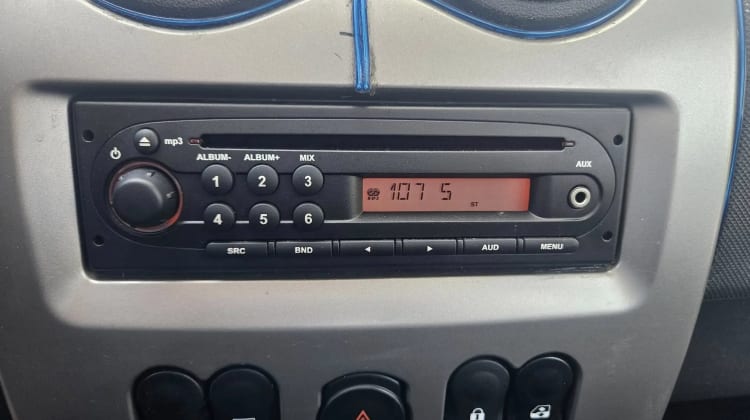 mp3
ALBUM- ALBUM+ MIX
1 2 3
AUX
107 5
ST
4 5 6
SRC BND AUD MENU